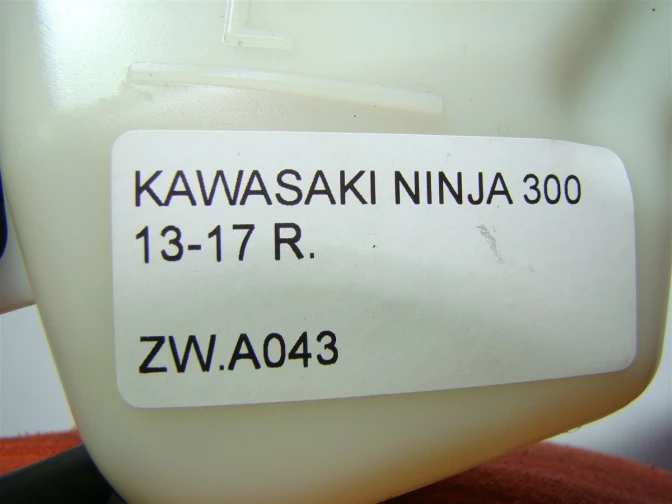 KAWASAKI NINJA 300
13-17 R.
ZW.A043